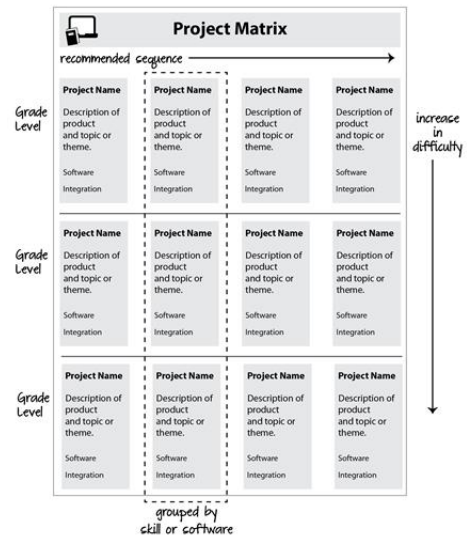 Project Matrix
recommended sequence
Grade
Level
Project Name
Description of
product
and topic or
theme.
Software
Integration
Project Name
Description of
product
and topic or
theme.
Software
Integration
Project Name
Description of
product
and topic or
theme.
Software
Integration
Project Name
Description of
product
and topic or
theme.
Software
Integration
increase
in
difficulty
Grade
Level
Project Name
Description of
product
and topic or
theme.
Software
Integration
Project Name
Description of
product
and topic or
theme.
Software
Integration
Project Name
Description of
product
and topic or
theme.
Software
Integration
Project Name
Description of
product
and topic or
theme.
Software
Integration
Grade
Level
Project Name
Description of
product
and topic or
theme.
Software
Integration
Project Name
Description of
product
and topic or
theme.
Software
Integration
Project Name
Description of
product
and topic or
theme.
Software
Integration
Project Name
Description of
product
and topic or
theme.
Software
Integration
grouped by
skill or software